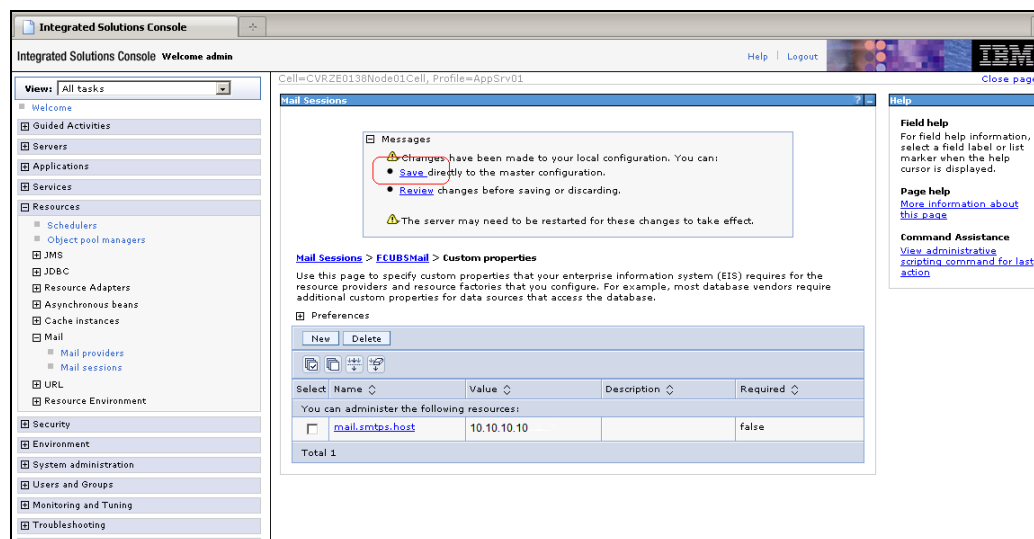 Integrated Solutions Console
Integrated Solutions Console Welcome admin
Help | Logout
IBM
Cell=CVRZE0138Node01Cell, Profile=AppSrv01
Close page
View: All tasks
Welcome
Guided Activities
Servers
Applications
Services
Resources
Schedulers
Object pool managers
JMS
JDBC
Resource Adapters
Asynchronous beans
Cache instances
Mail
Mail providers
Mail sessions
URL
Resource Environment
Security
Environment
System administration
Users and Groups
Monitoring and Tuning
Troubleshooting
Mail Sessions
? -
Messages
Changes have been made to your local configuration. You can:
Save directly to the master configuration.
Review changes before saving or discarding.
The server may need to be restarted for these changes to take effect.
Mail Sessions > FCUBSMail > Custom properties
Use this page to specify custom properties that your enterprise information system (EIS) requires for the
resource providers and resource factories that you configure. For example, most database vendors require
additional custom properties for data sources that access the database.
Preferences
New Delete
Select Name Value Description Required
You can administer the following resources:
mail.smtps.host 10.10.10.10 false
Total 1
Help
Field help
For field help information,
select a field label or list
marker when the help
cursor is displayed.
Page help
More information about
this page
Command Assistance
View administrative
scripting command for last
action